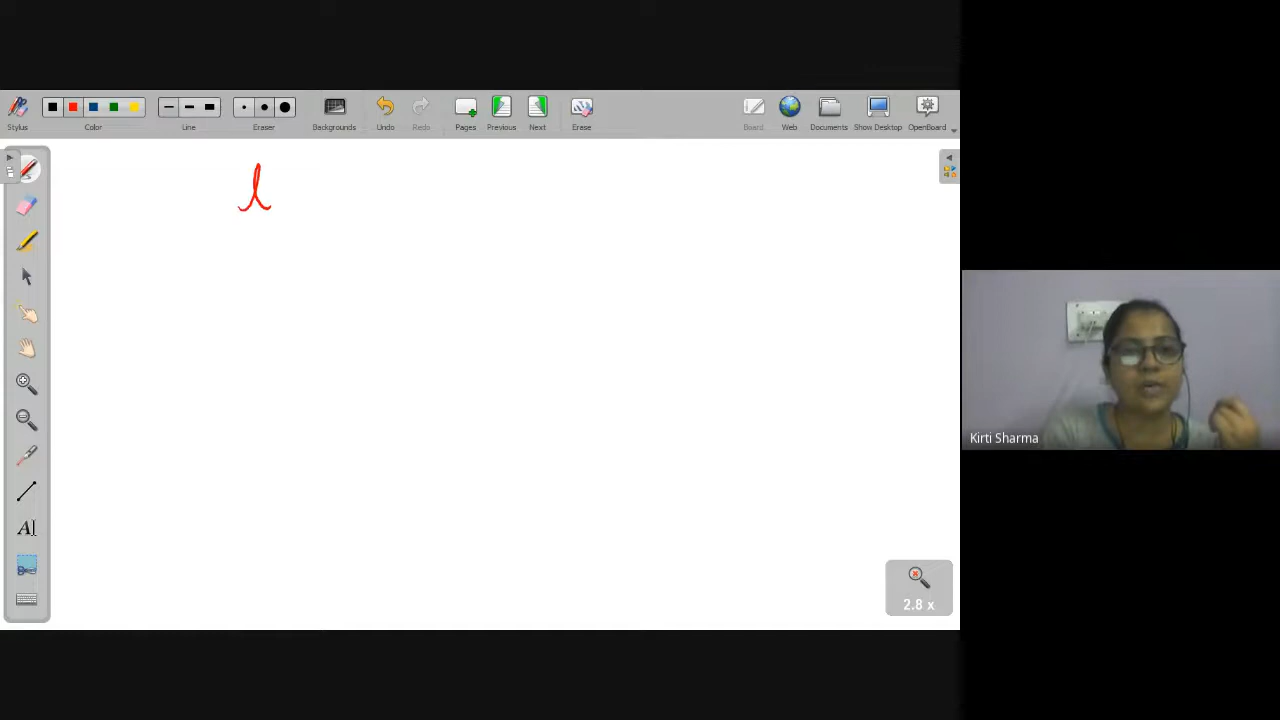 Stylus
Color
Line
Eraser
Backgrounds
Undo
Redo
Pages
Previous
Next
Erase
Board
Web
Documents
Show Desktop
OpenBoard
l
A
Kirti Sharma
2.8 x